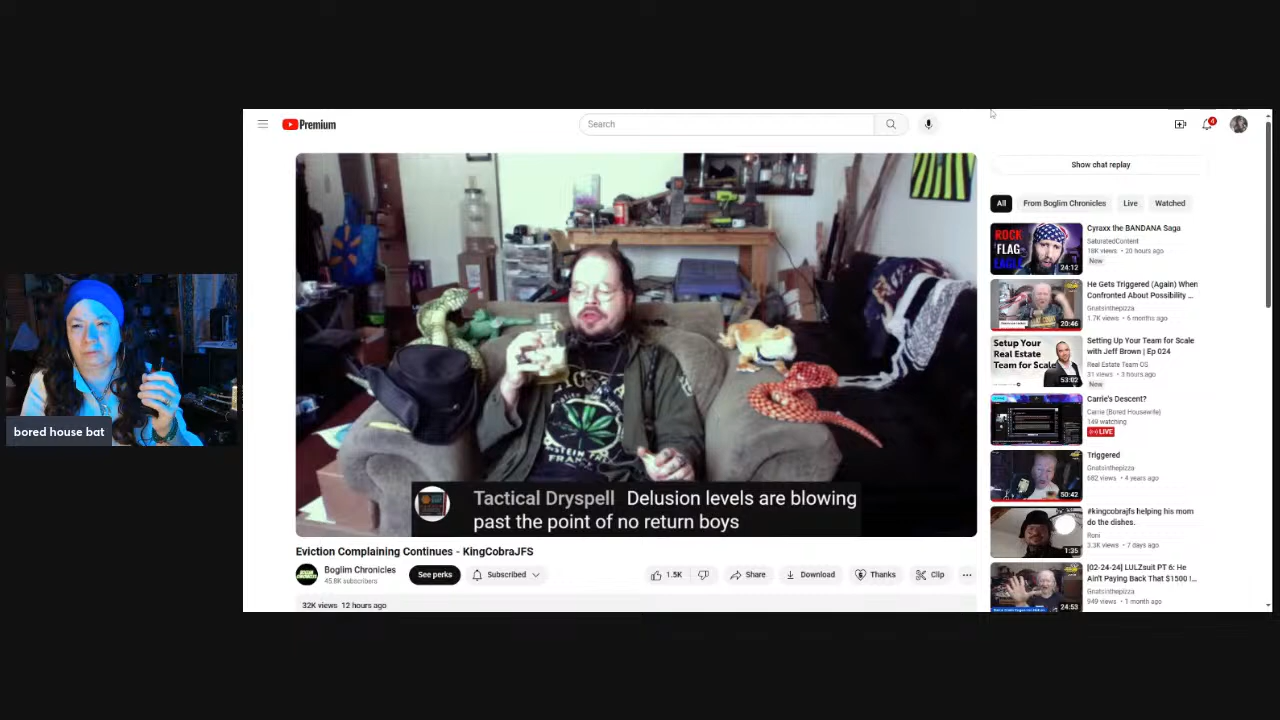 Premium
Search
4
Show chat replay
All
From Boglim Chronicles
Live
Watched
ROCK
FLAG
EAGLE
24:12
Cyraxx the BANDANA Saga
SaturatedContent
18K views • 20 hours ago
New
20:46
He Gets Triggered (Again) When
Confronted About Possibility ...
Gnatsinthepizza
1.7K views • 6 months ago
Setup Your
Real Estate
Team for Scale
53:02
Setting Up Your Team for Scale
with Jeff Brown | Ep 024
Real Estate Team OS
31 views • 3 hours ago
New
Carrie's Descent?
Carrie (Bored Housewife)
149 watching
LIVE
50:42
Triggered
Gnatsinthepizza
682 views • 4 years ago
1:35
#kingcobrajfs helping his mom
do the dishes.
Roni
3.3K views • 7 days ago
24:53
[02-24-24] LULZsuit PT 6: He
Ain't Paying Back That $1500 I...
Gnatsinthepizza
949 views • 1 month ago
bored house bat
Tactical Dryspell Delusion levels are blowing
past the point of no return boys
Eviction Complaining Continues - KingCobraJFS
Boglim Chronicles
45.8K subscribers
See perks
Subscribed
1.5K
Share
Download
Thanks
Clip
32K views 12 hours ago